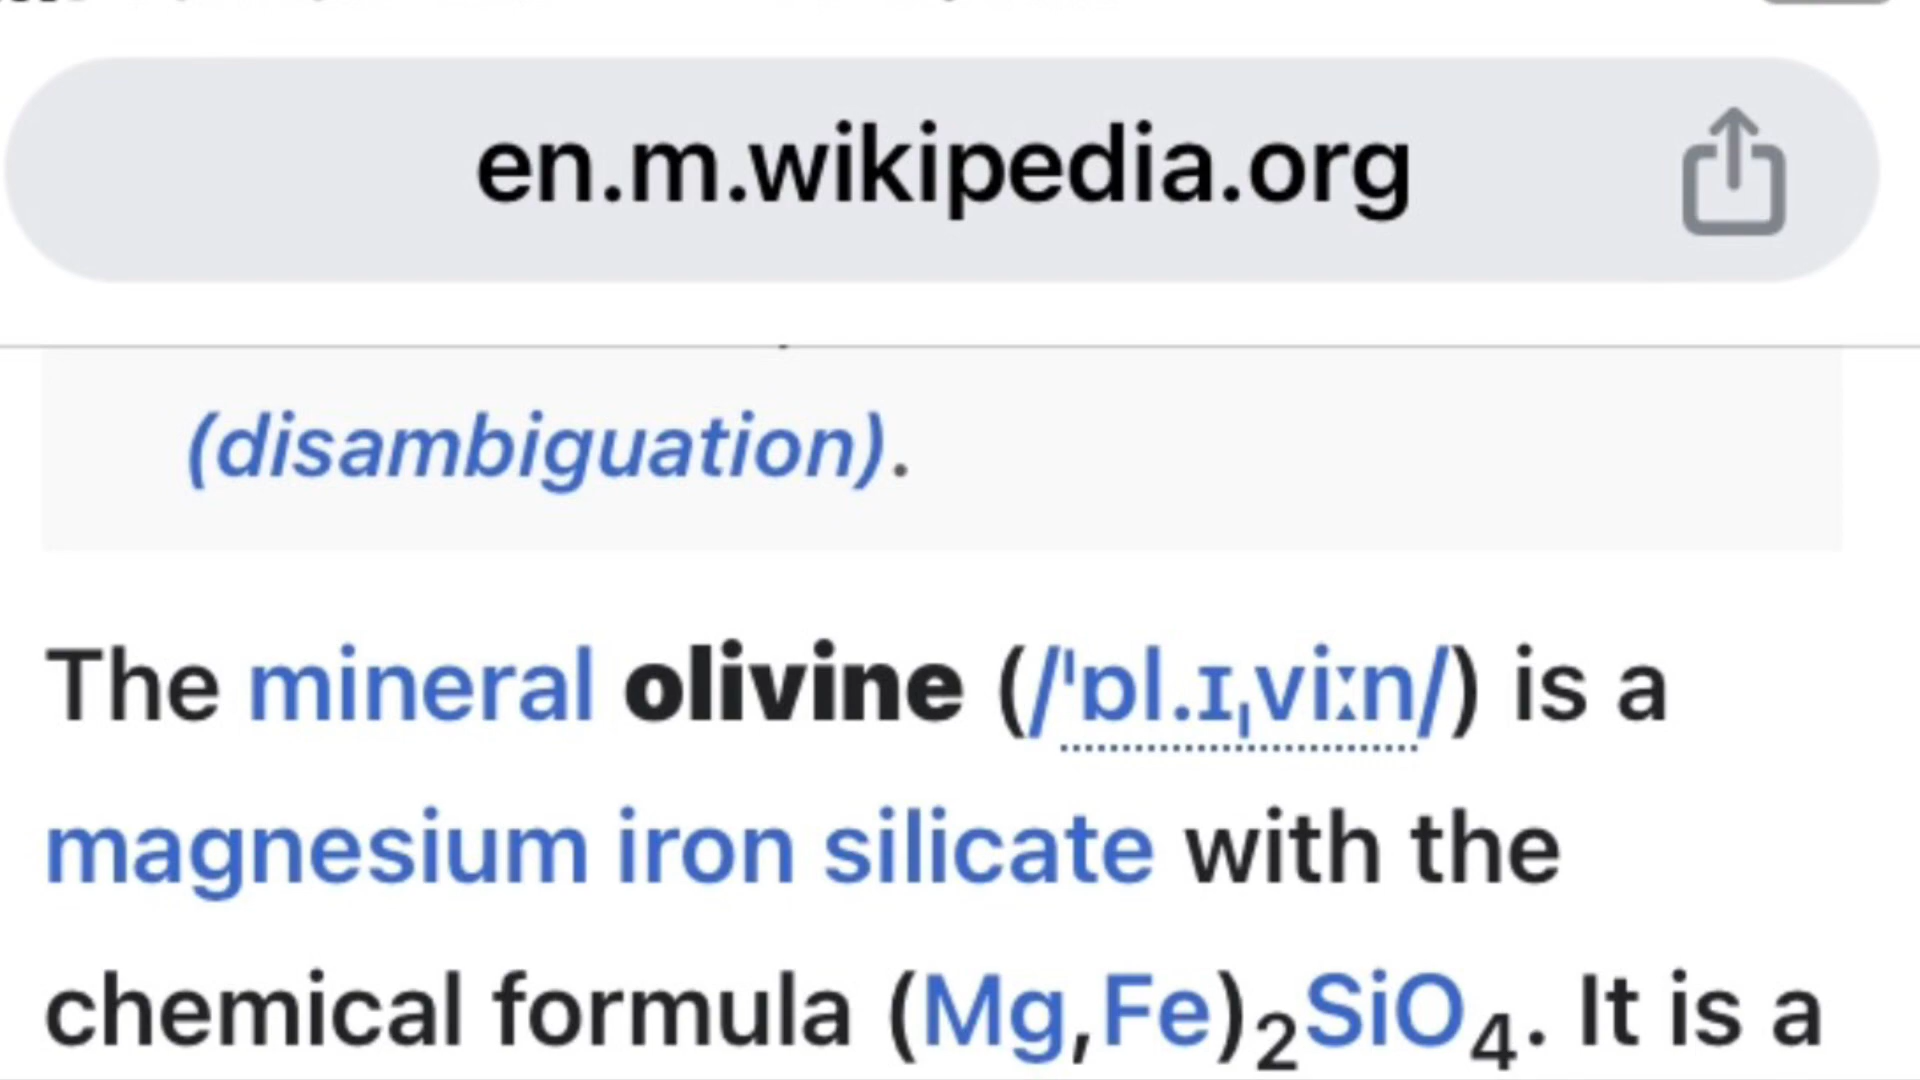 en.m.wikipedia.org
(disambiguation).
The mineral olivine (/ˈɒl.ɪˌviːn/) is a
magnesium iron silicate with the
chemical formula (Mg,Fe)₂SiO₄. It is a